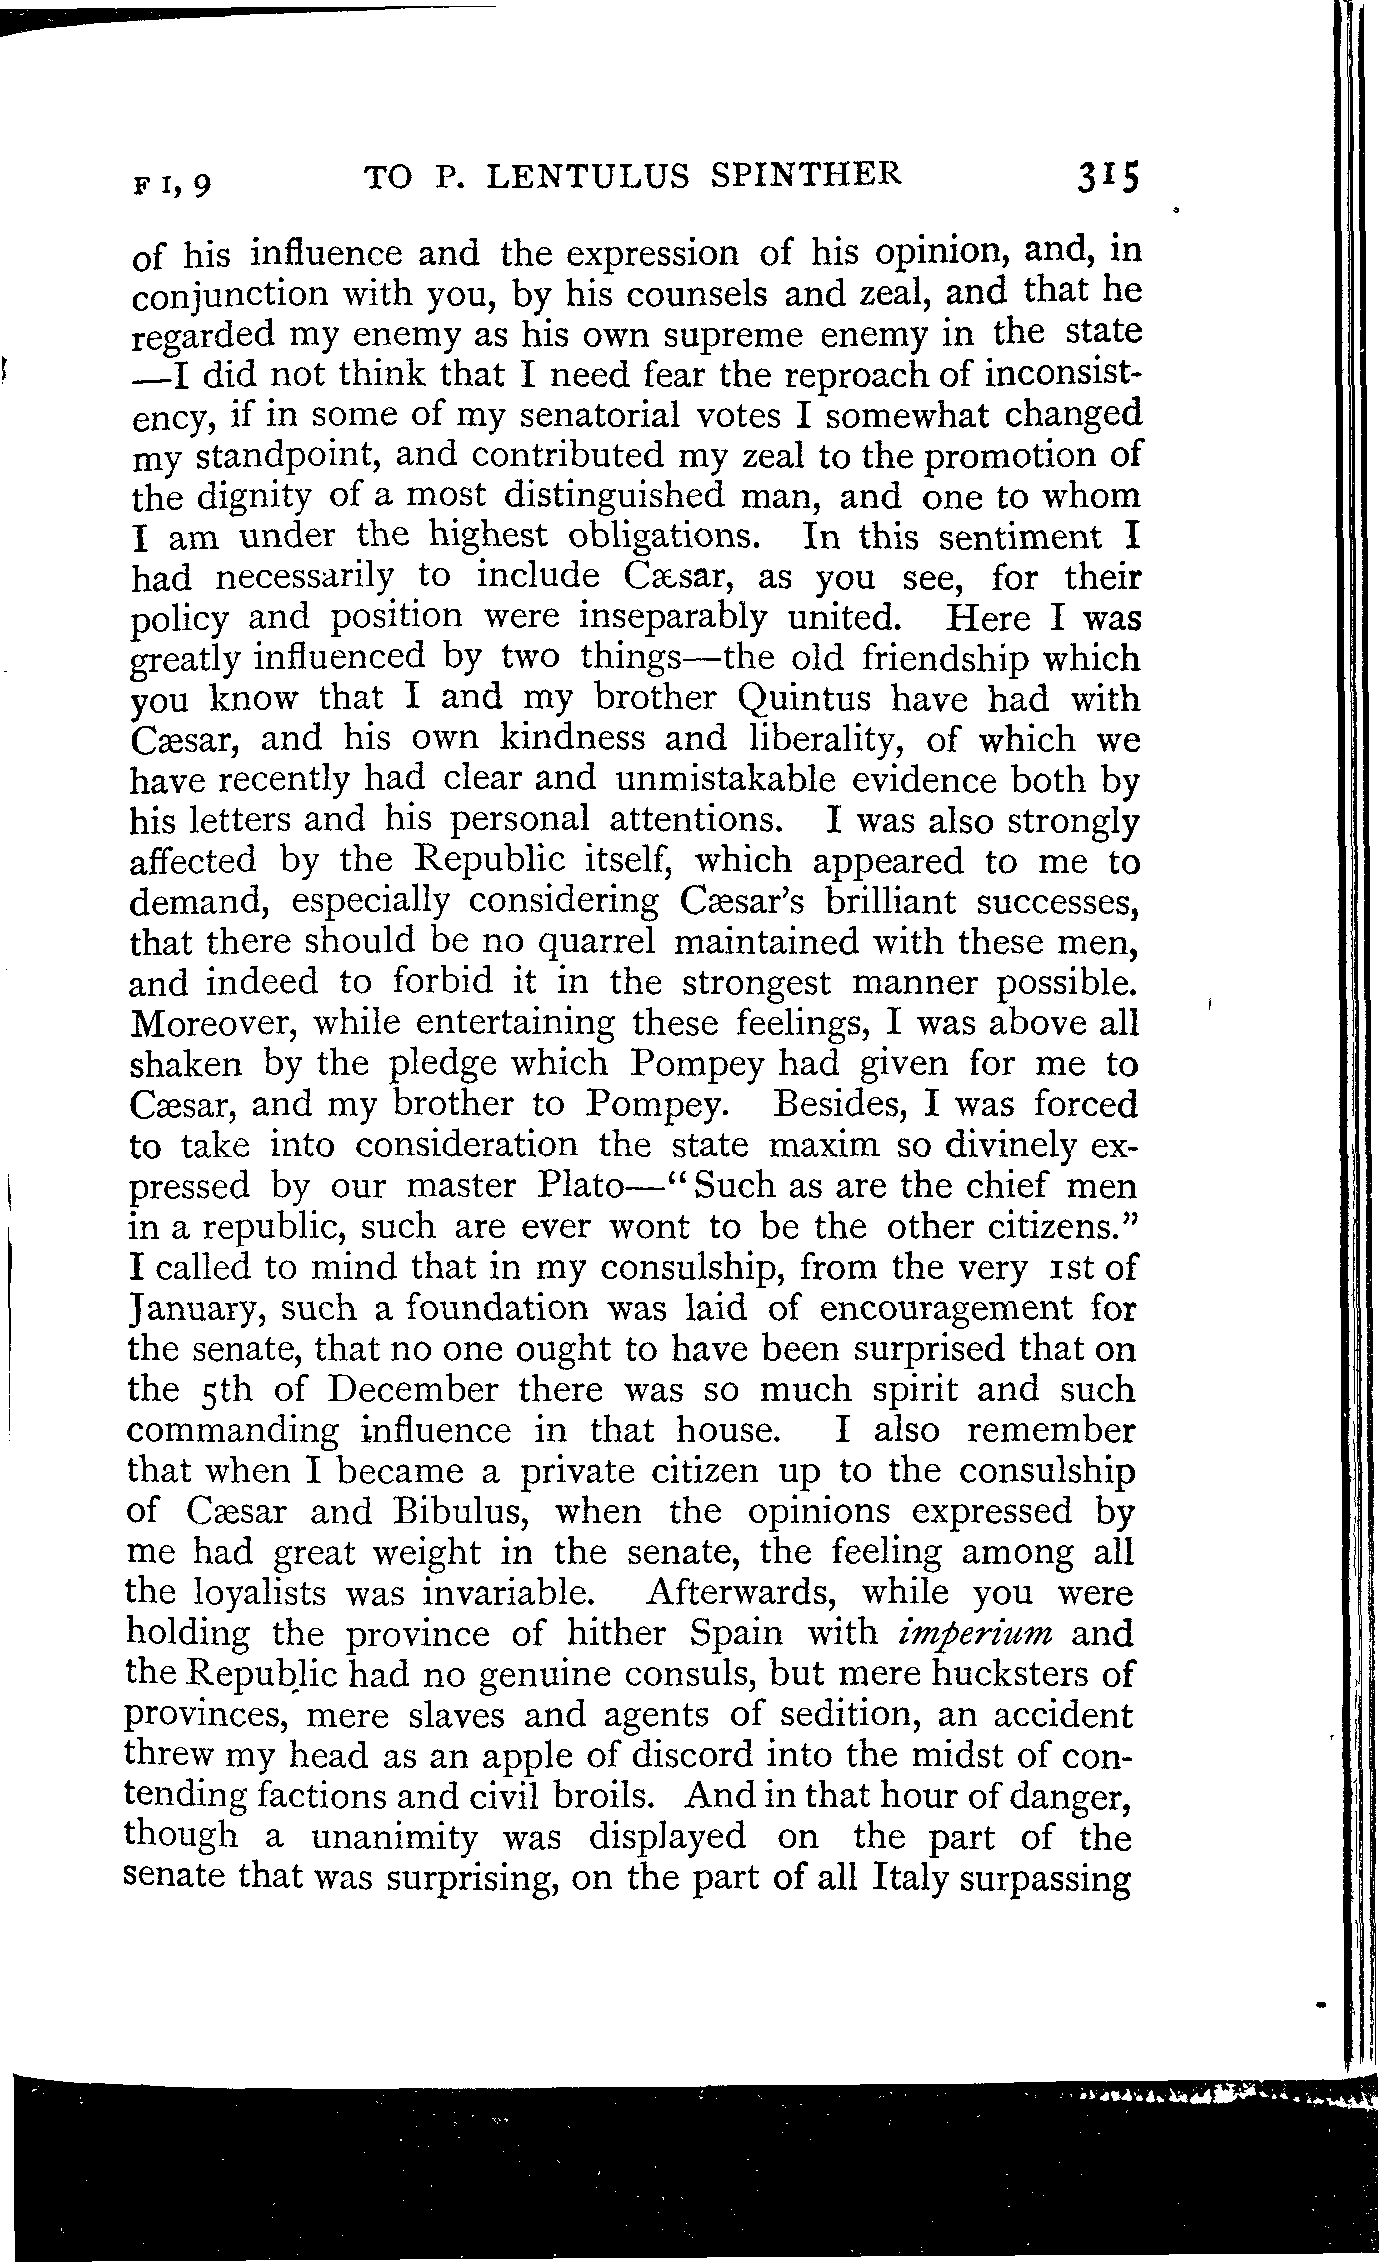 F I, 9 TO P. LENTULUS SPINTHER 315
of his influence and the expression of his opinion, and, in
conjunction with you, by his counsels and zeal, and that he
regarded my enemy as his own supreme enemy in the state
—I did not think that I need fear the reproach of inconsist-
ency, if in some of my senatorial votes I somewhat changed
my standpoint, and contributed my zeal to the promotion of
the dignity of a most distinguished man, and one to whom
I am under the highest obligations. In this sentiment I
had necessarily to include Cæsar, as you see, for their
policy and position were inseparably united. Here I was
greatly influenced by two things—the old friendship which
you know that I and my brother Quintus have had with
Cæsar, and his own kindness and liberality, of which we
have recently had clear and unmistakable evidence both by
his letters and his personal attentions. I was also strongly
affected by the Republic itself, which appeared to me to
demand, especially considering Cæsar's brilliant successes,
that there should be no quarrel maintained with these men,
and indeed to forbid it in the strongest manner possible.
Moreover, while entertaining these feelings, I was above all
shaken by the pledge which Pompey had given for me to
Cæsar, and my brother to Pompey. Besides, I was forced
to take into consideration the state maxim so divinely ex-
pressed by our master Plato—“Such as are the chief men
in a republic, such are ever wont to be the other citizens.”
I called to mind that in my consulship, from the very 1st of
January, such a foundation was laid of encouragement for
the senate, that no one ought to have been surprised that on
the 5th of December there was so much spirit and such
commanding influence in that house. I also remember
that when I became a private citizen up to the consulship
of Cæsar and Bibulus, when the opinions expressed by
me had great weight in the senate, the feeling among all
the loyalists was invariable. Afterwards, while you were
holding the province of hither Spain with imperium and
the Republic had no genuine consuls, but mere hucksters of
provinces, mere slaves and agents of sedition, an accident
threw my head as an apple of discord into the midst of con-
tending factions and civil broils. And in that hour of danger,
though a unanimity was displayed on the part of the
senate that was surprising, on the part of all Italy surpassing